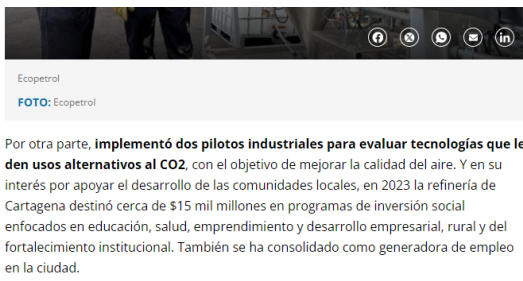 Ecopetrol
FOTO: Ecopetrol
Por otra parte, implementó dos pilotos industriales para evaluar tecnologías que le
den usos alternativos al CO2, con el objetivo de mejorar la calidad del aire. Y en su
interés por apoyar el desarrollo de las comunidades locales, en 2023 la refinería de
Cartagena destinó cerca de $15 mil millones en programas de inversión social
enfocados en educación, salud, emprendimiento y desarrollo empresarial, rural y del
fortalecimiento institucional. También se ha consolidado como generadora de empleo
en la ciudad.